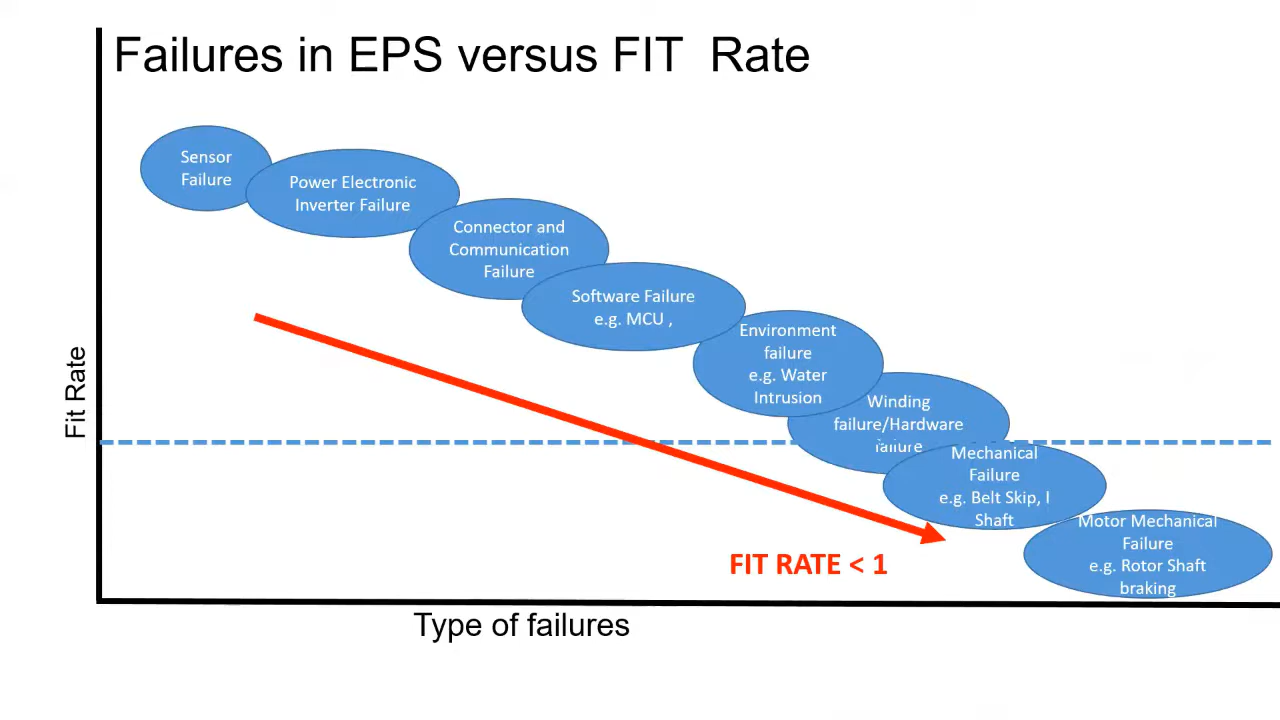 Failures in EPS versus FIT Rate
Sensor
Failure
Power Electronic
Inverter Failure
Connector and
Communication
Failure
Software Failure
e.g. MCU ,
Environment
failure
e.g. Water
Intrusion
Winding
failure/Hardware
failure
Mechanical
Failure
e.g. Belt Skip, I
Shaft
Motor Mechanical
Failure
e.g. Rotor Shaft
braking
FIT RATE < 1
Fit Rate
Type of failures